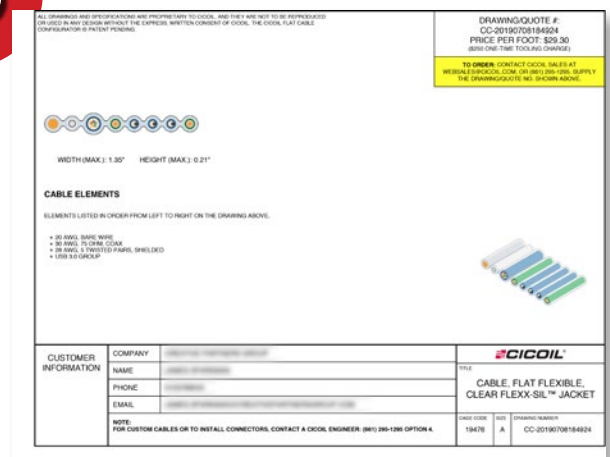 ALL DRAWINGS AND SPECIFICATIONS ARE PROPRIETARY TO CICOIL, AND THEY ARE NOT TO BE REPRODUCED
OR USED IN ANY DESIGN WITHOUT THE EXPRESS, WRITTEN CONSENT OF CICOIL. THE CICOIL FLAT CABLE
CONFIGURATOR IS PATENT PENDING.
DRAWING/QUOTE #:
CC-20190708184924
PRICE PER FOOT: $29.30
($250 ONE-TIME TOOLING CHARGE)
TO ORDER: CONTACT CICOIL SALES AT
WEBSALES@CICOIL.COM, OR (661) 295-1295. SUPPLY
THE DRAWING/QUOTE NO. SHOWN ABOVE.
WIDTH (MAX.): 1.35" HEIGHT (MAX.): 0.21"
CABLE ELEMENTS
ELEMENTS LISTED IN ORDER FROM LEFT TO RIGHT ON THE DRAWING ABOVE.
• 20 AWG, BARE WIRE
• 30 AWG, 75 OHM, COAX
• 28 AWG, 5 TWISTED PAIRS, SHIELDED
• USB 3.0 GROUP
CUSTOMER
INFORMATION
COMPANY
NAME
PHONE
EMAIL
NOTE:
FOR CUSTOM CABLES OR TO INSTALL CONNECTORS, CONTACT A CICOIL ENGINEER: (661) 295-1295 OPTION 4.
CICOIL
TITLE
CABLE, FLAT FLEXIBLE,
CLEAR FLEXX-SIL™ JACKET
CAGE CODE SIZE DRAWING NUMBER
19476 A CC-20190708184924